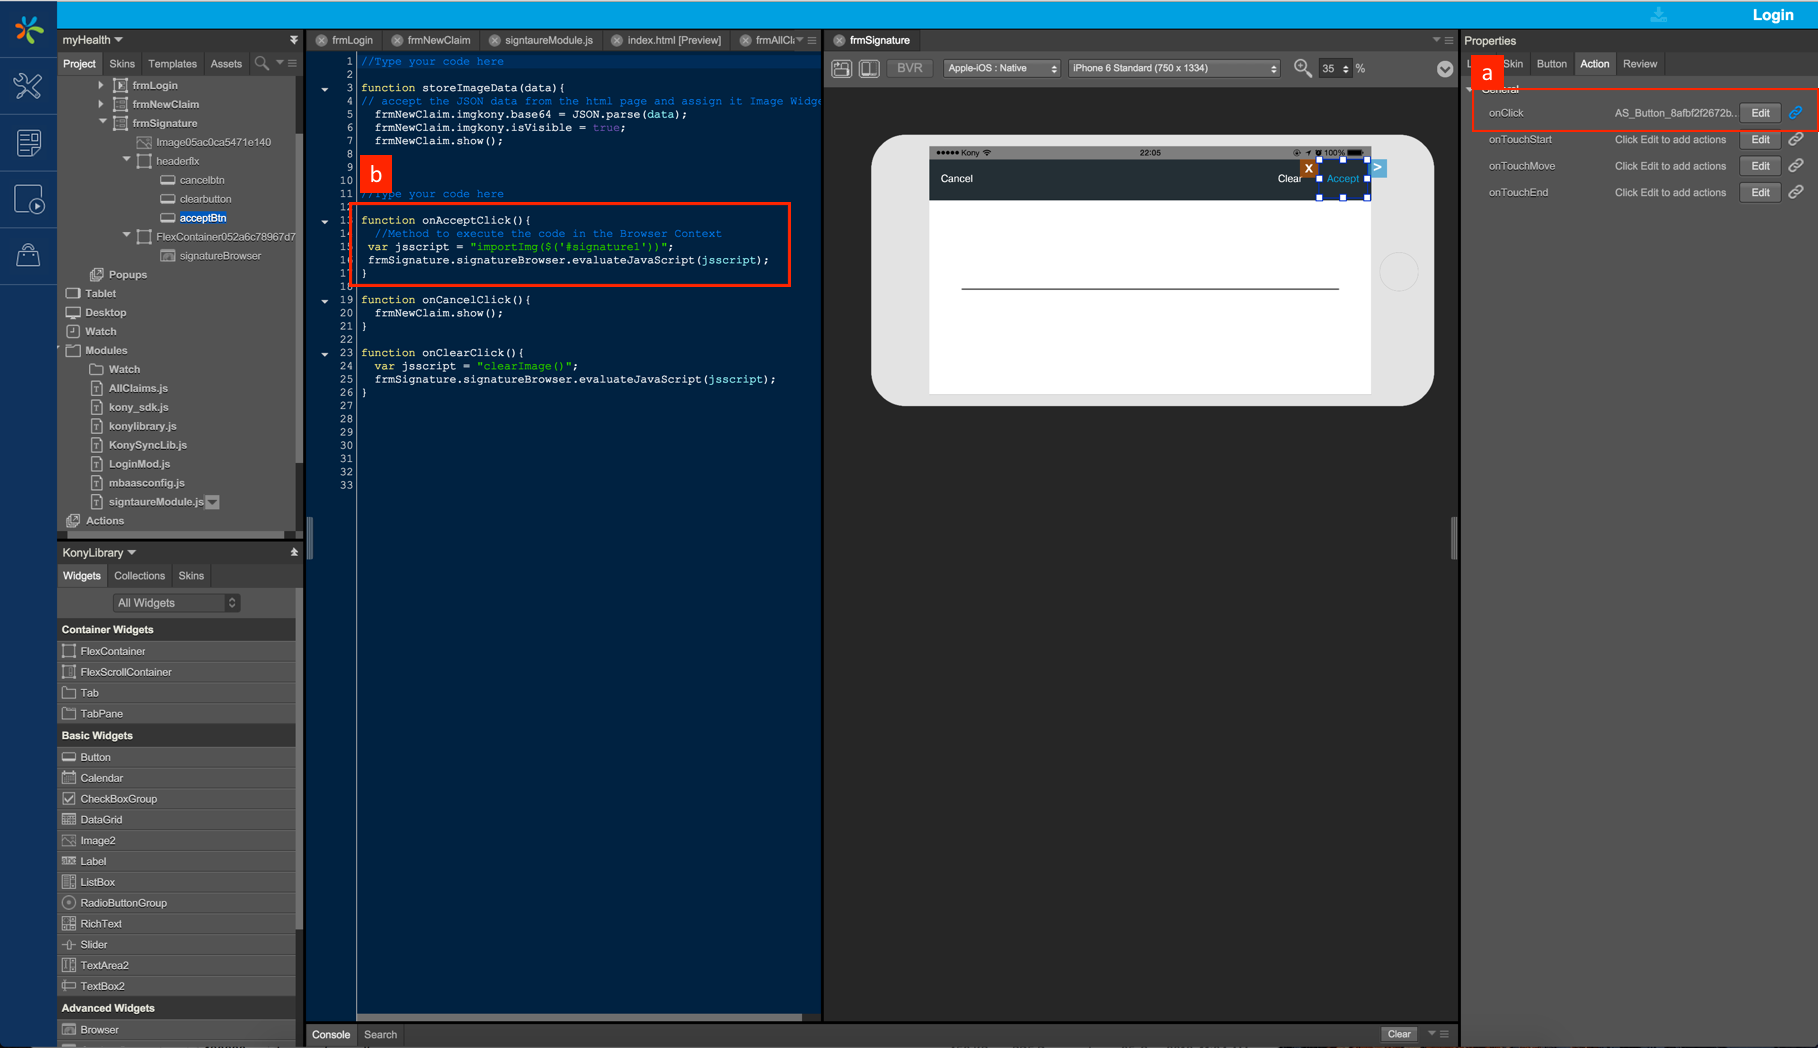 Login
myHealth
Project Skins Templates Assets
frmLogin
frmNewClaim
frmSignature
Image05ac0ca5471e140
headerflx
cancelbtn
clearbutton
acceptBtn
FlexContainer052a6c78967d7
signatureBrowser
Popups
Tablet
Desktop
Watch
Modules
Watch
AllClaims.js
kony_sdk.js
konylibrary.js
KonySyncLib.js
LoginMod.js
mbaasconfig.js
signtaureModule.js
Actions
KonyLibrary
Widgets Collections Skins
All Widgets
Container Widgets
FlexContainer
FlexScrollContainer
Tab
TabPane
Basic Widgets
Button
Calendar
CheckBoxGroup
DataGrid
Image2
Label
ListBox
RadioButtonGroup
RichText
Slider
TextArea2
TextBox2
Advanced Widgets
Browser
frmLogin frmNewClaim signtaureModule.js index.html [Preview] frmAllCl
1 //Type your code here
2
3 function storeImageData(data){
4 // accept the JSON data from the html page and assign it Image Widge
5 frmNewClaim.imgkony.base64 = JSON.parse(data);
6 frmNewClaim.imgkony.isVisible = true;
7 frmNewClaim.show();
8
9
10
b
11 //Type your code here
12
13 function onAcceptClick(){
14 //Method to execute the code in the Browser Context
15 var jsscript = "importImg($('#signature1'))";
16 frmSignature.signatureBrowser.evaluateJavaScript(jsscript);
17 }
18
19 function onCancelClick(){
20 frmNewClaim.show();
21 }
22
23 function onClearClick(){
24 var jsscript = "clearImage()";
25 frmSignature.signatureBrowser.evaluateJavaScript(jsscript);
26 }
27
28
29
30
31
32
33
Console Search
Clear
frmSignature
BVR Apple-iOS : Native iPhone 6 Standard (750 x 1334) 35 %
Kony 22:05 100%
X >
Cancel Clear Accept
Properties
a
Skin Button Action Review
General
onClick AS_Button_8afbf2f2672b.. Edit
onTouchStart Click Edit to add actions Edit
onTouchMove Click Edit to add actions Edit
onTouchEnd Click Edit to add actions Edit